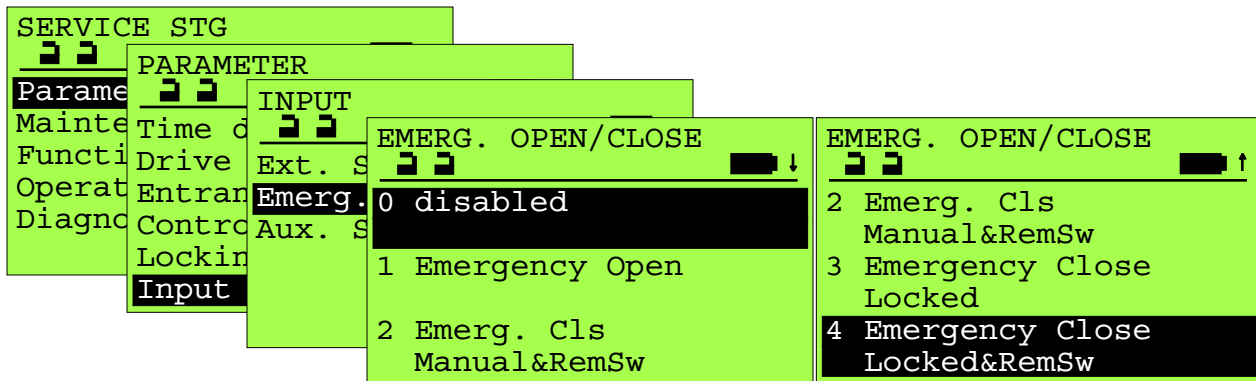 SERVICE STG
Parame
Mainte
Functi
Operat
Diagno
PARAMETER
Time d
Drive
Entran
Contro
Lockin
Input
INPUT
Ext. S
Emerg.
Aux. S
EMERG. OPEN/CLOSE
0 disabled
1 Emergency Open
2 Emerg. Cls
Manual&RemSw
EMERG. OPEN/CLOSE
2 Emerg. Cls
Manual&RemSw
3 Emergency Close
Locked
4 Emergency Close
Locked&RemSw